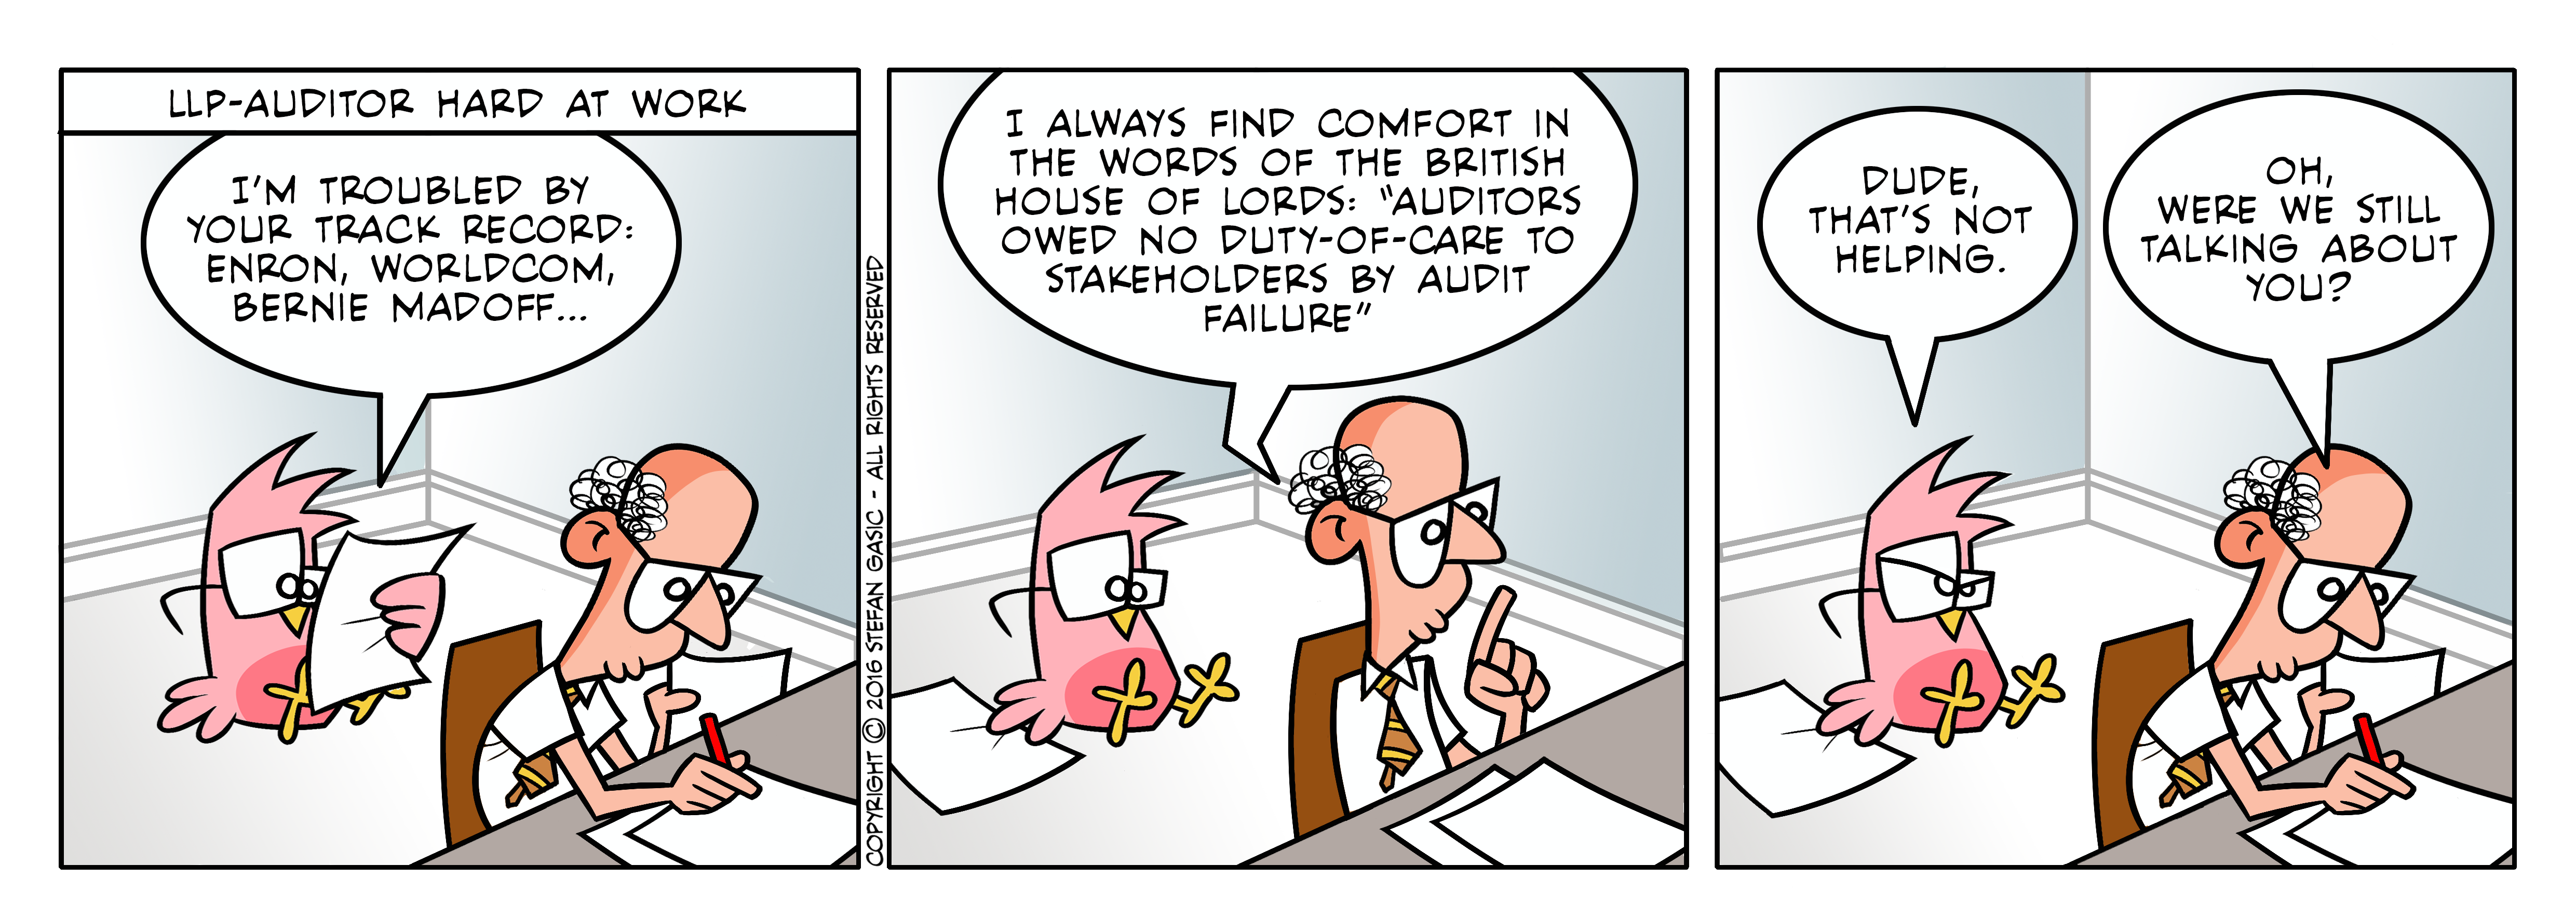 LLP-AUDITOR HARD AT WORK
I'M TROUBLED BY
YOUR TRACK RECORD:
ENRON, WORLDCOM,
BERNIE MADOFF...
COPYRIGHT © 2016 STEFAN GASIC - ALL RIGHTS RESERVED
I ALWAYS FIND COMFORT IN
THE WORDS OF THE BRITISH
HOUSE OF LORDS: “AUDITORS
OWED NO DUTY-OF-CARE TO
STAKEHOLDERS BY AUDIT
FAILURE”
DUDE,
THAT'S NOT
HELPING.
OH,
WERE WE STILL
TALKING ABOUT
YOU?